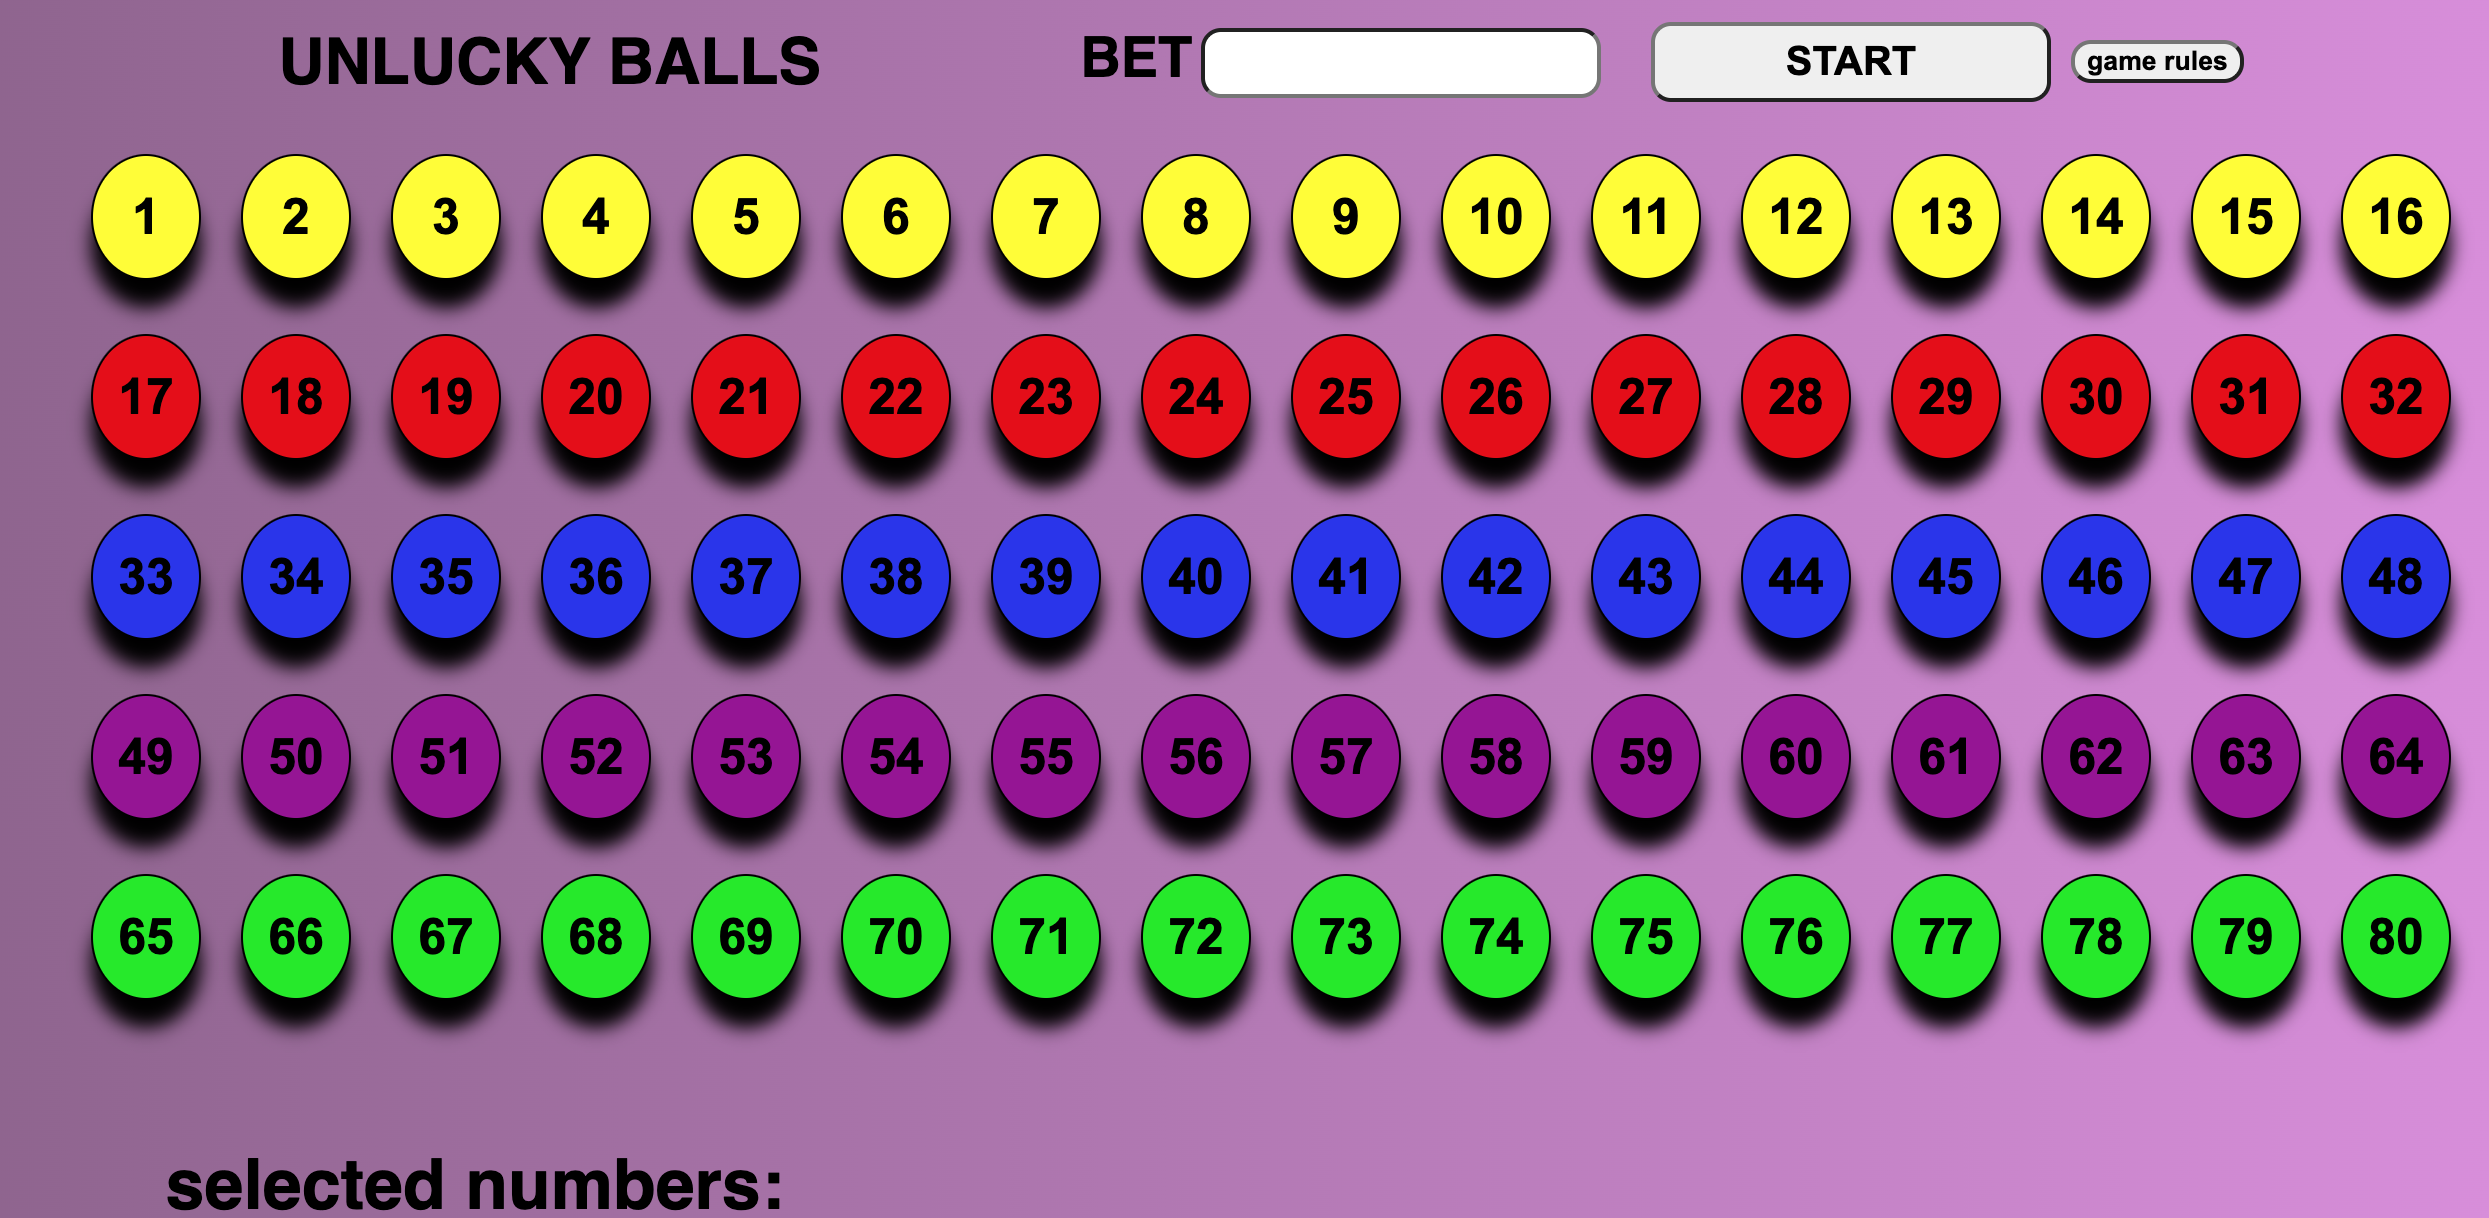 UNLUCKY BALLS BET START game rules
1 2 3 4 5 6 7 8 9 10 11 12 13 14 15 16
17 18 19 20 21 22 23 24 25 26 27 28 29 30 31 32
33 34 35 36 37 38 39 40 41 42 43 44 45 46 47 48
49 50 51 52 53 54 55 56 57 58 59 60 61 62 63 64
65 66 67 68 69 70 71 72 73 74 75 76 77 78 79 80
selected numbers: